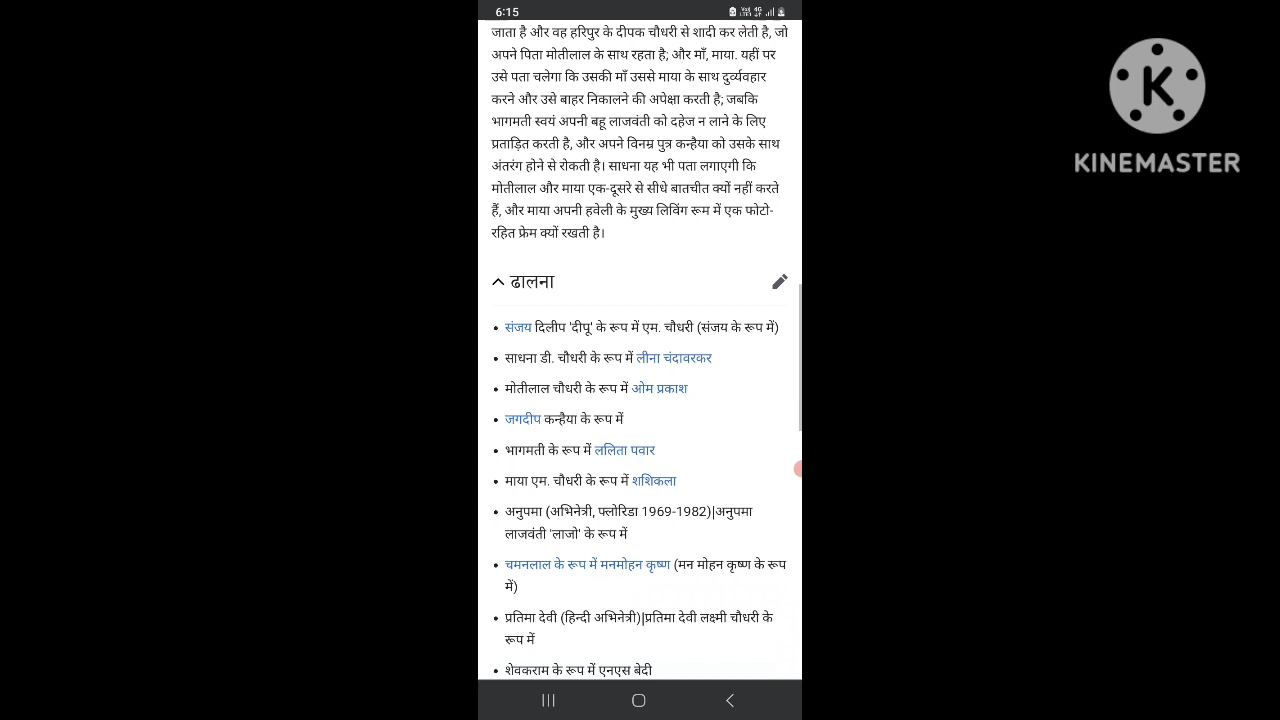 6:15
जाता है और वह हरिपुर के दीपक चौधरी से शादी कर लेती है, जो
अपने पिता मोतीलाल के साथ रहता है; और माँ, माया. यहीं पर
उसे पता चलेगा कि उसकी माँ उससे माया के साथ दुर्व्यवहार
करने और उसे बाहर निकालने की अपेक्षा करती है; जबकि
भागमती स्वयं अपनी बहू लाजवंती को दहेज न लाने के लिए
प्रताड़ित करती है, और अपने विनम्र पुत्र कन्हैया को उसके साथ
अंतरंग होने से रोकती है। साधना यह भी पता लगाएगी कि
मोतीलाल और माया एक-दूसरे से सीधे बातचीत क्यों नहीं करते
हैं, और माया अपनी हवेली के मुख्य लिविंग रूम में एक फोटो-
रहित फ्रेम क्यों रखती है।
ढालना
• संजय दिलीप 'दीपू' के रूप में एम. चौधरी (संजय के रूप में)
• साधना डी. चौधरी के रूप में लीना चंदावरकर
• मोतीलाल चौधरी के रूप में ओम प्रकाश
• जगदीप कन्हैया के रूप में
• भागमती के रूप में ललिता पवार
• माया एम. चौधरी के रूप में शशिकला
• अनुपमा (अभिनेत्री, फ्लोरिडा 1969-1982)|अनुपमा
लाजवंती 'लाजो' के रूप में
• चमनलाल के रूप में मनमोहन कृष्ण (मन मोहन कृष्ण के रूप
में)
• प्रतिमा देवी (हिन्दी अभिनेत्री)|प्रतिमा देवी लक्ष्मी चौधरी के
रूप में
• शेवकराम के रूप में एनएस बेदी
K
KINEMASTER